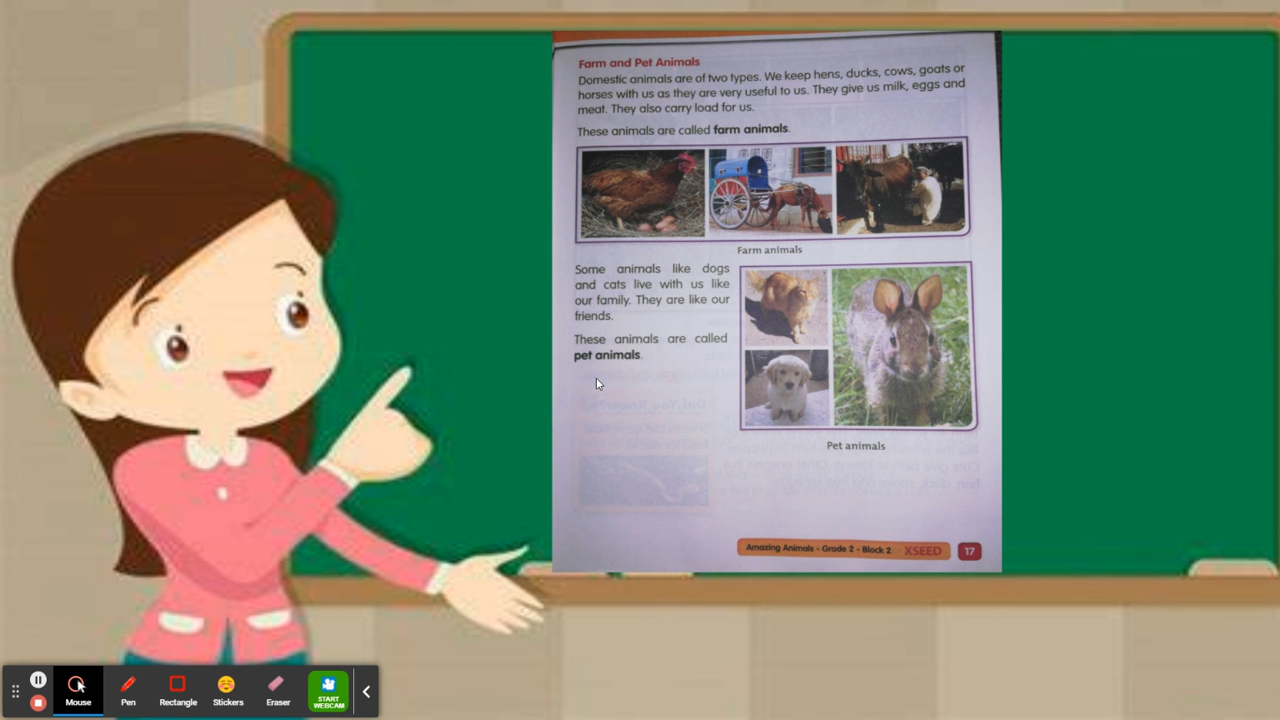 Farm and Pet Animals
Domestic animals are of two types. We keep hens, ducks, cows, goats or
horses with us as they are very useful to us. They give us milk, eggs and
meat. They also carry load for us.
These animals are called farm animals.
Farm animals
Some animals like dogs
and cats live with us like
our family. They are like our
friends.
These animals are called
pet animals.
Pet animals
Amazing Animals - Grade 2 - Block 2 XSEED 17
Mouse
Pen
Rectangle
Stickers
Eraser
START
WEBCAM